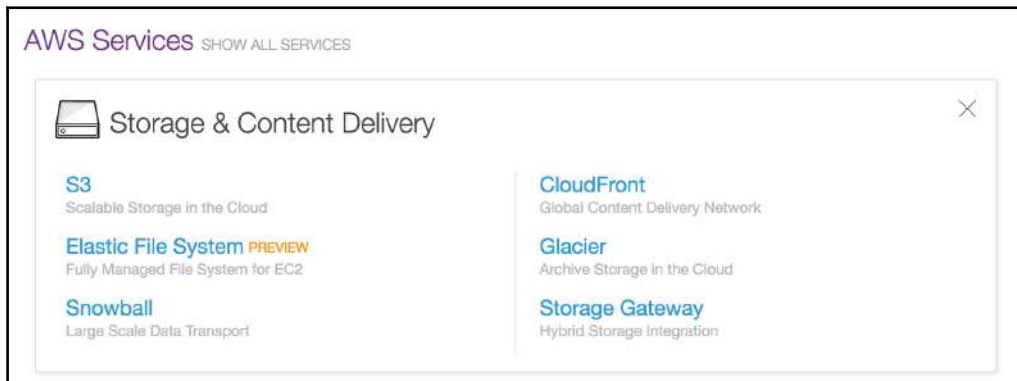 AWS Services SHOW ALL SERVICES
Storage & Content Delivery
S3
Scalable Storage in the Cloud
Elastic File System PREVIEW
Fully Managed File System for EC2
Snowball
Large Scale Data Transport
CloudFront
Global Content Delivery Network
Glacier
Archive Storage in the Cloud
Storage Gateway
Hybrid Storage Integration